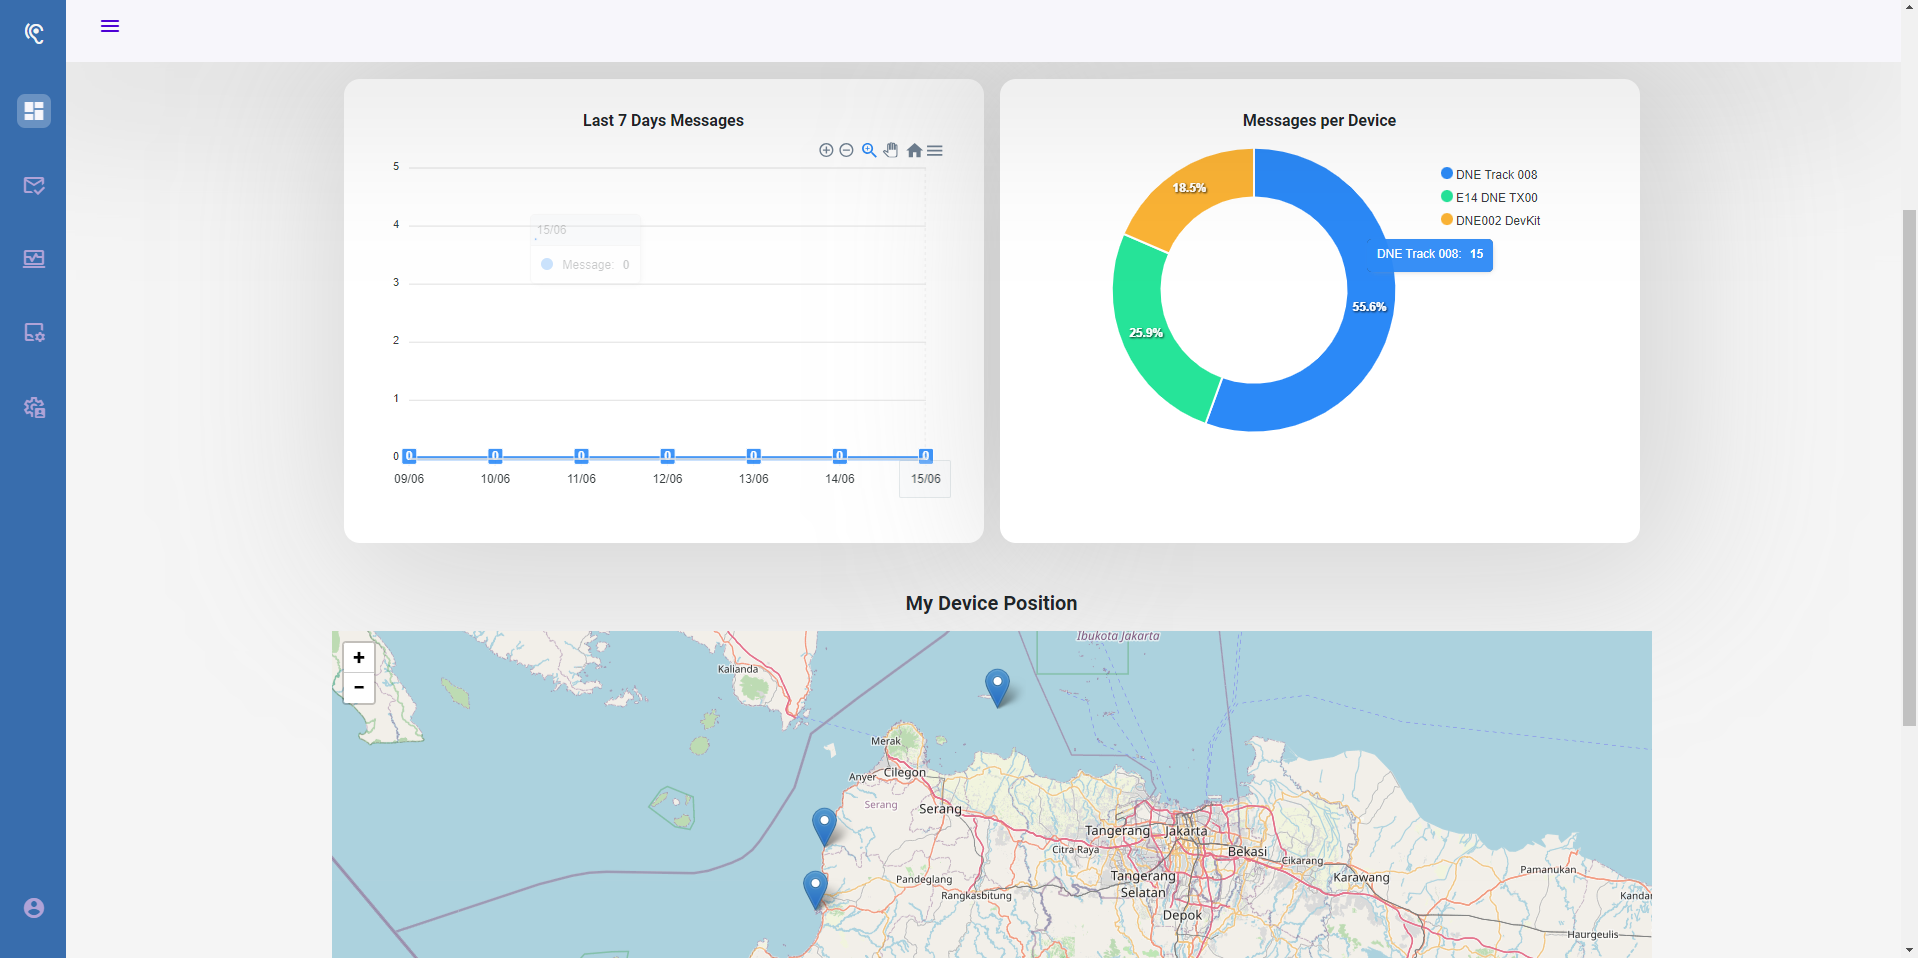 Last 7 Days Messages
5
4
3
2
1
0
15/06
Message: 0
0 0 0 0 0 0 0
09/06 10/06 11/06 12/06 13/06 14/06 15/06
Messages per Device
18.5%
55.6%
25.9%
DNE Track 008
E14 DNE TX00
DNE002 DevKit
DNE Track 008: 15
My Device Position
+
−
Ibukota Jakarta
Kalianda
Merak
Anyer
Cilegon
Serang
Serang
Tangerang
Jakarta
Citra Raya
Bekasi
Cikarang
Pamanukan
Pandeglang
Tangerang
Selatan
Karawang
Rangkasbitung
Kandar
Depok
Haurgeulis